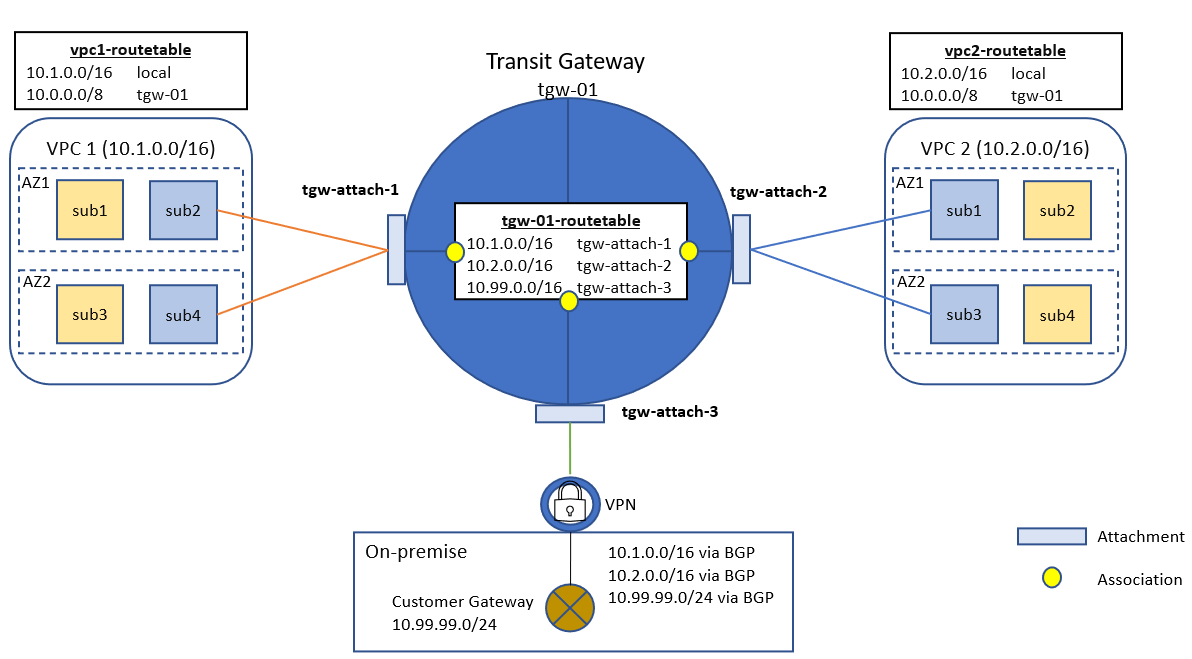 vpc1-routetable
10.1.0.0/16 local
10.0.0.0/8 tgw-01
VPC 1 (10.1.0.0/16)
AZ1
sub1
sub2
AZ2
sub3
sub4
Transit Gateway
tgw-01
tgw-attach-1
tgw-attach-2
tgw-01-routetable
10.1.0.0/16 tgw-attach-1
10.2.0.0/16 tgw-attach-2
10.99.0.0/16 tgw-attach-3
tgw-attach-3
vpc2-routetable
10.2.0.0/16 local
10.0.0.0/8 tgw-01
VPC 2 (10.2.0.0/16)
AZ1
sub1
sub2
AZ2
sub3
sub4
VPN
On-premise
10.1.0.0/16 via BGP
10.2.0.0/16 via BGP
10.99.99.0/24 via BGP
Customer Gateway
10.99.99.0/24
Attachment
Association